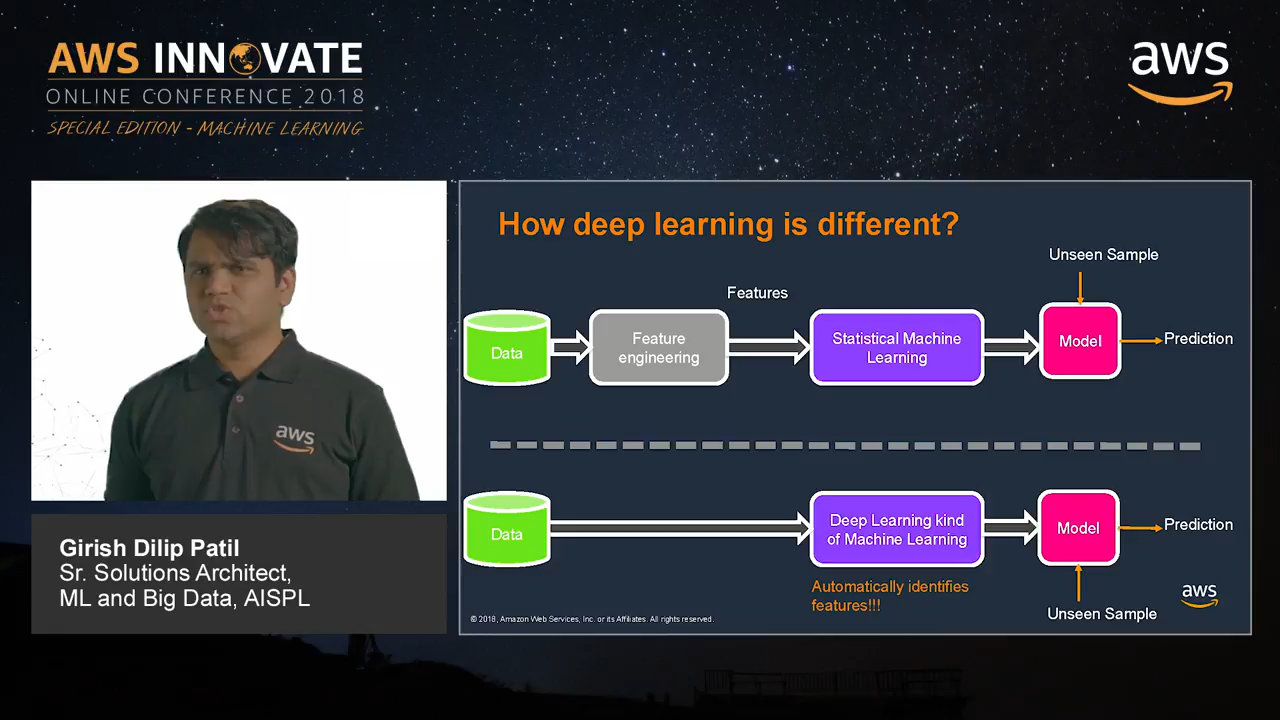 AWS INNOVATE
ONLINE CONFERENCE 2018
SPECIAL EDITION - MACHINE LEARNING
aws
aws
Girish Dilip Patil
Sr. Solutions Architect,
ML and Big Data, AISPL
How deep learning is different?
Unseen Sample
Features
Data
Feature
engineering
Statistical Machine
Learning
Model
Prediction
Data
Deep Learning kind
of Machine Learning
Model
Prediction
Automatically identifies
features!!!
Unseen Sample
aws
© 2018, Amazon Web Services, Inc. or its Affiliates. All rights reserved.